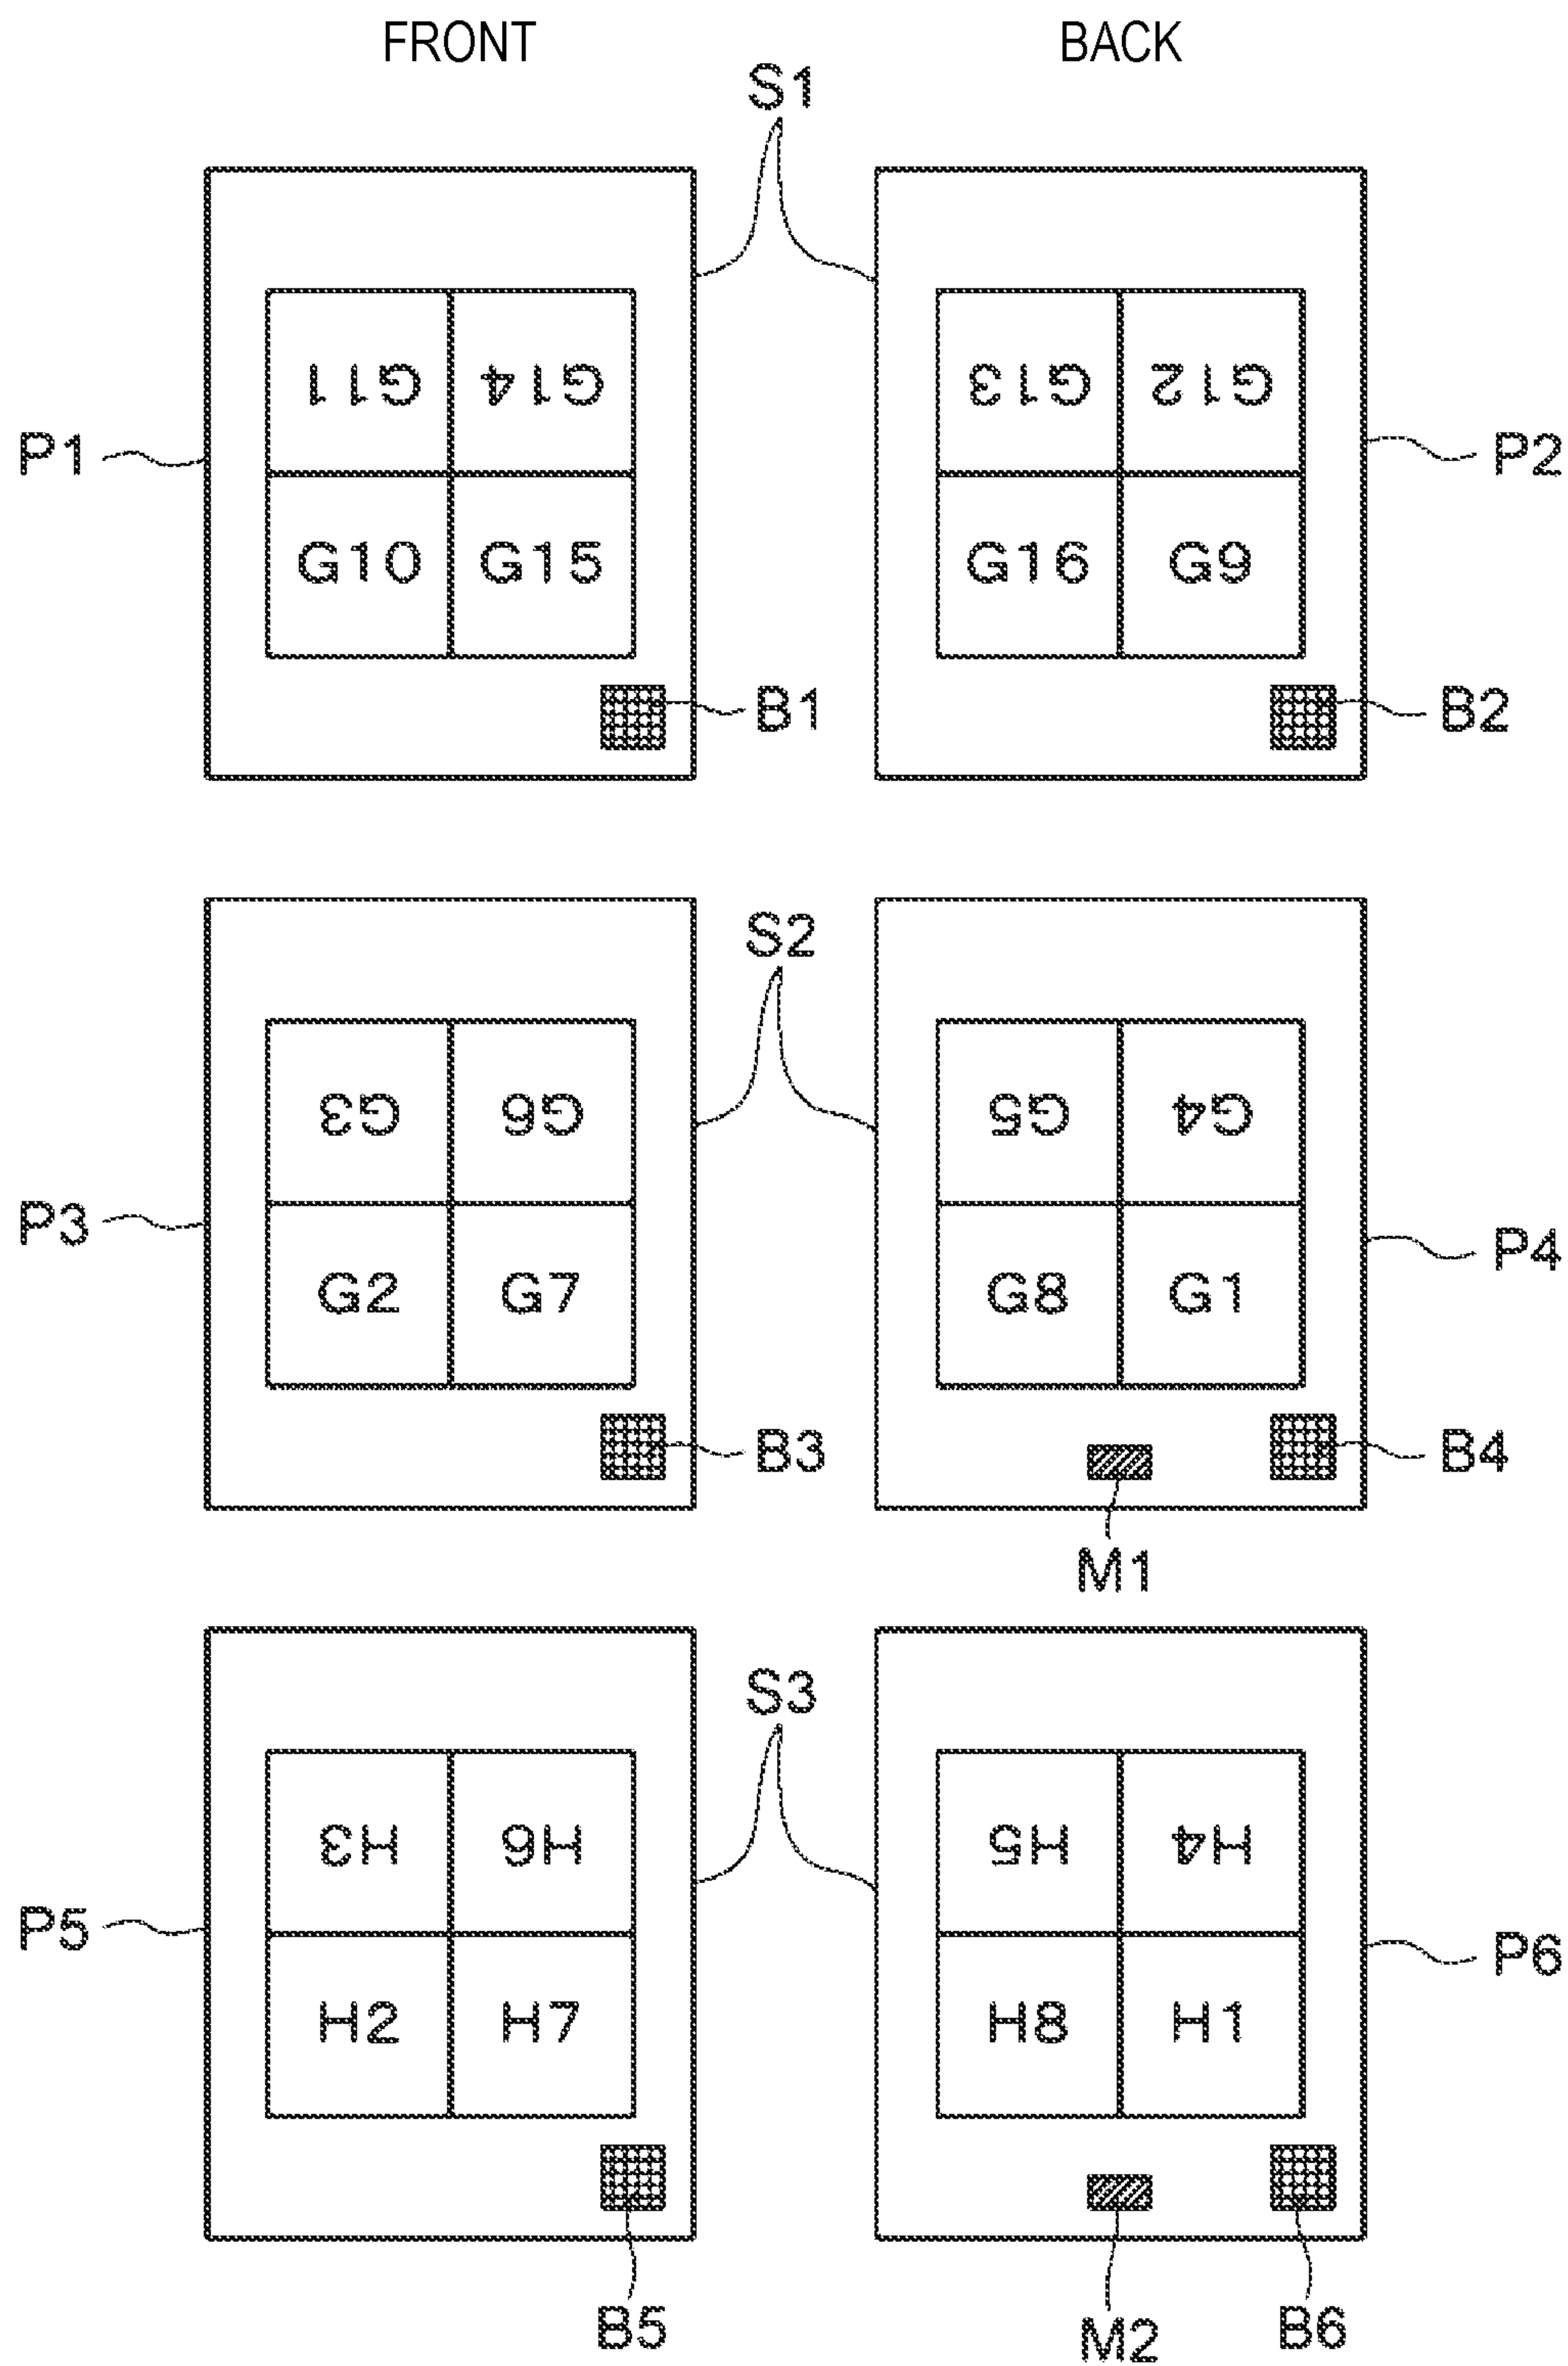 FRONT BACK
S1
G11 G14 G13 G12
P1 P2
G10 G15 G16 G9
B1 B2
S2
G3 G6 G5 G4
P3 P4
G2 G7 G8 G1
B3 B4
M1
S3
H3 H6 H5 H4
P5 P6
H2 H7 H8 H1
B5 M2 B6